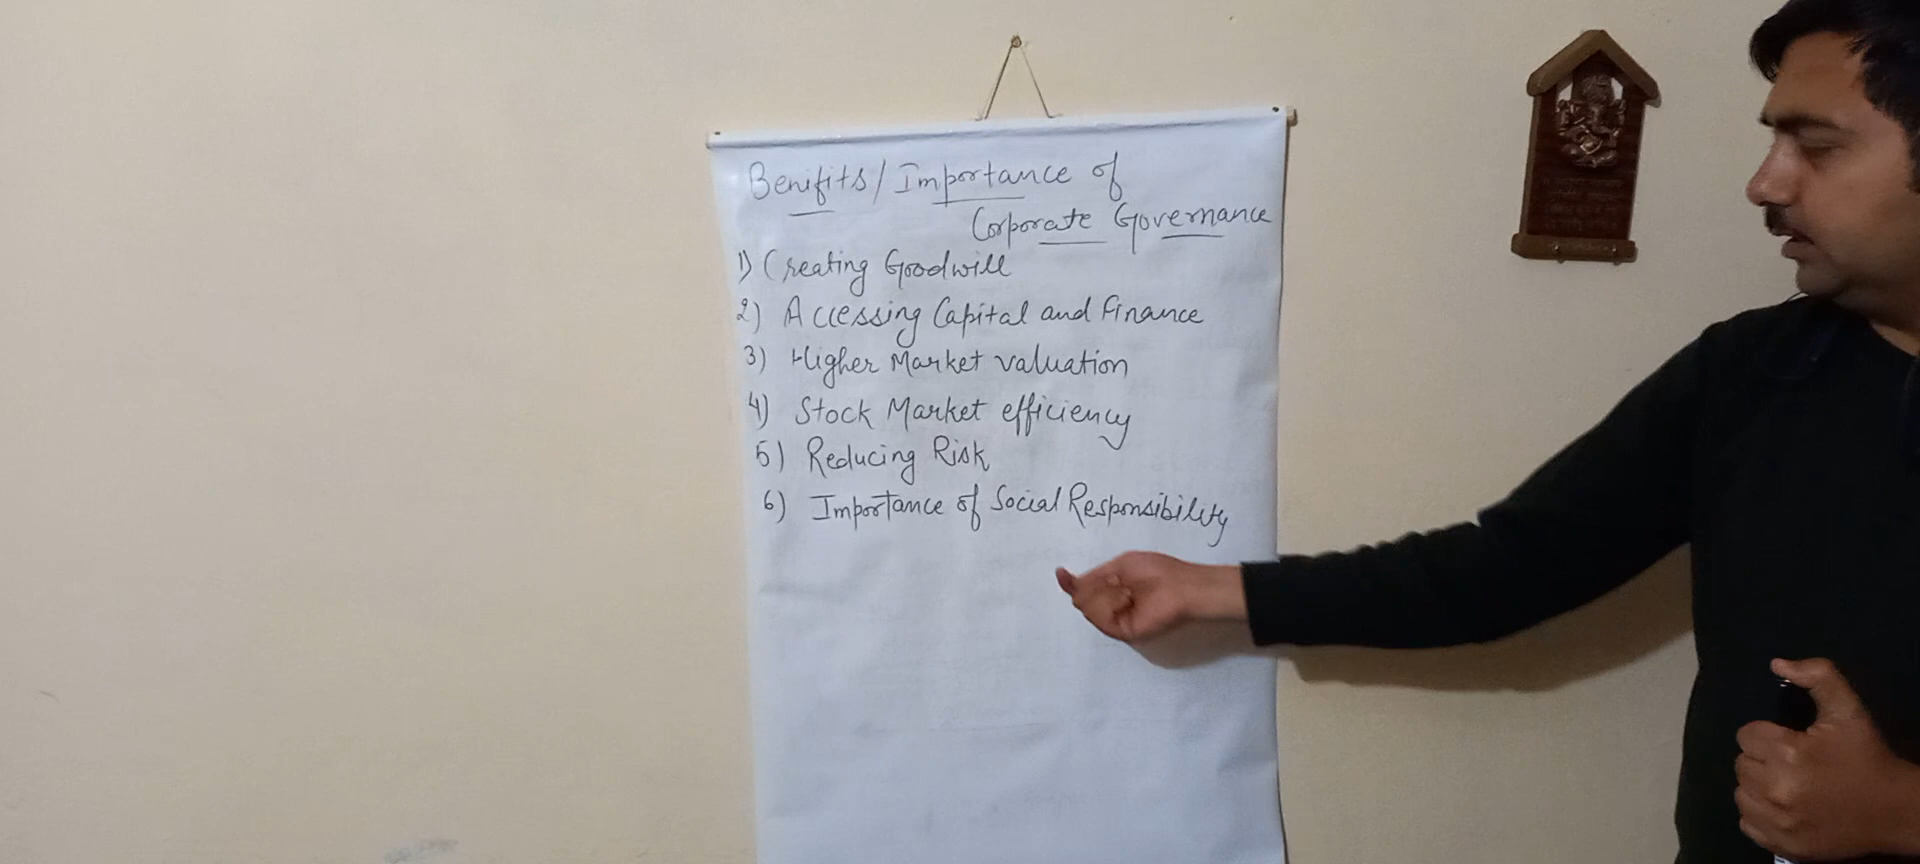 Benifits/Importance of
Corporate Governance
1) Creating Goodwill
2) Accessing Capital and Finance
3) Higher Market valuation
4) Stock Market efficiency
5) Reducing Risk
6) Importance of Social Responsibility